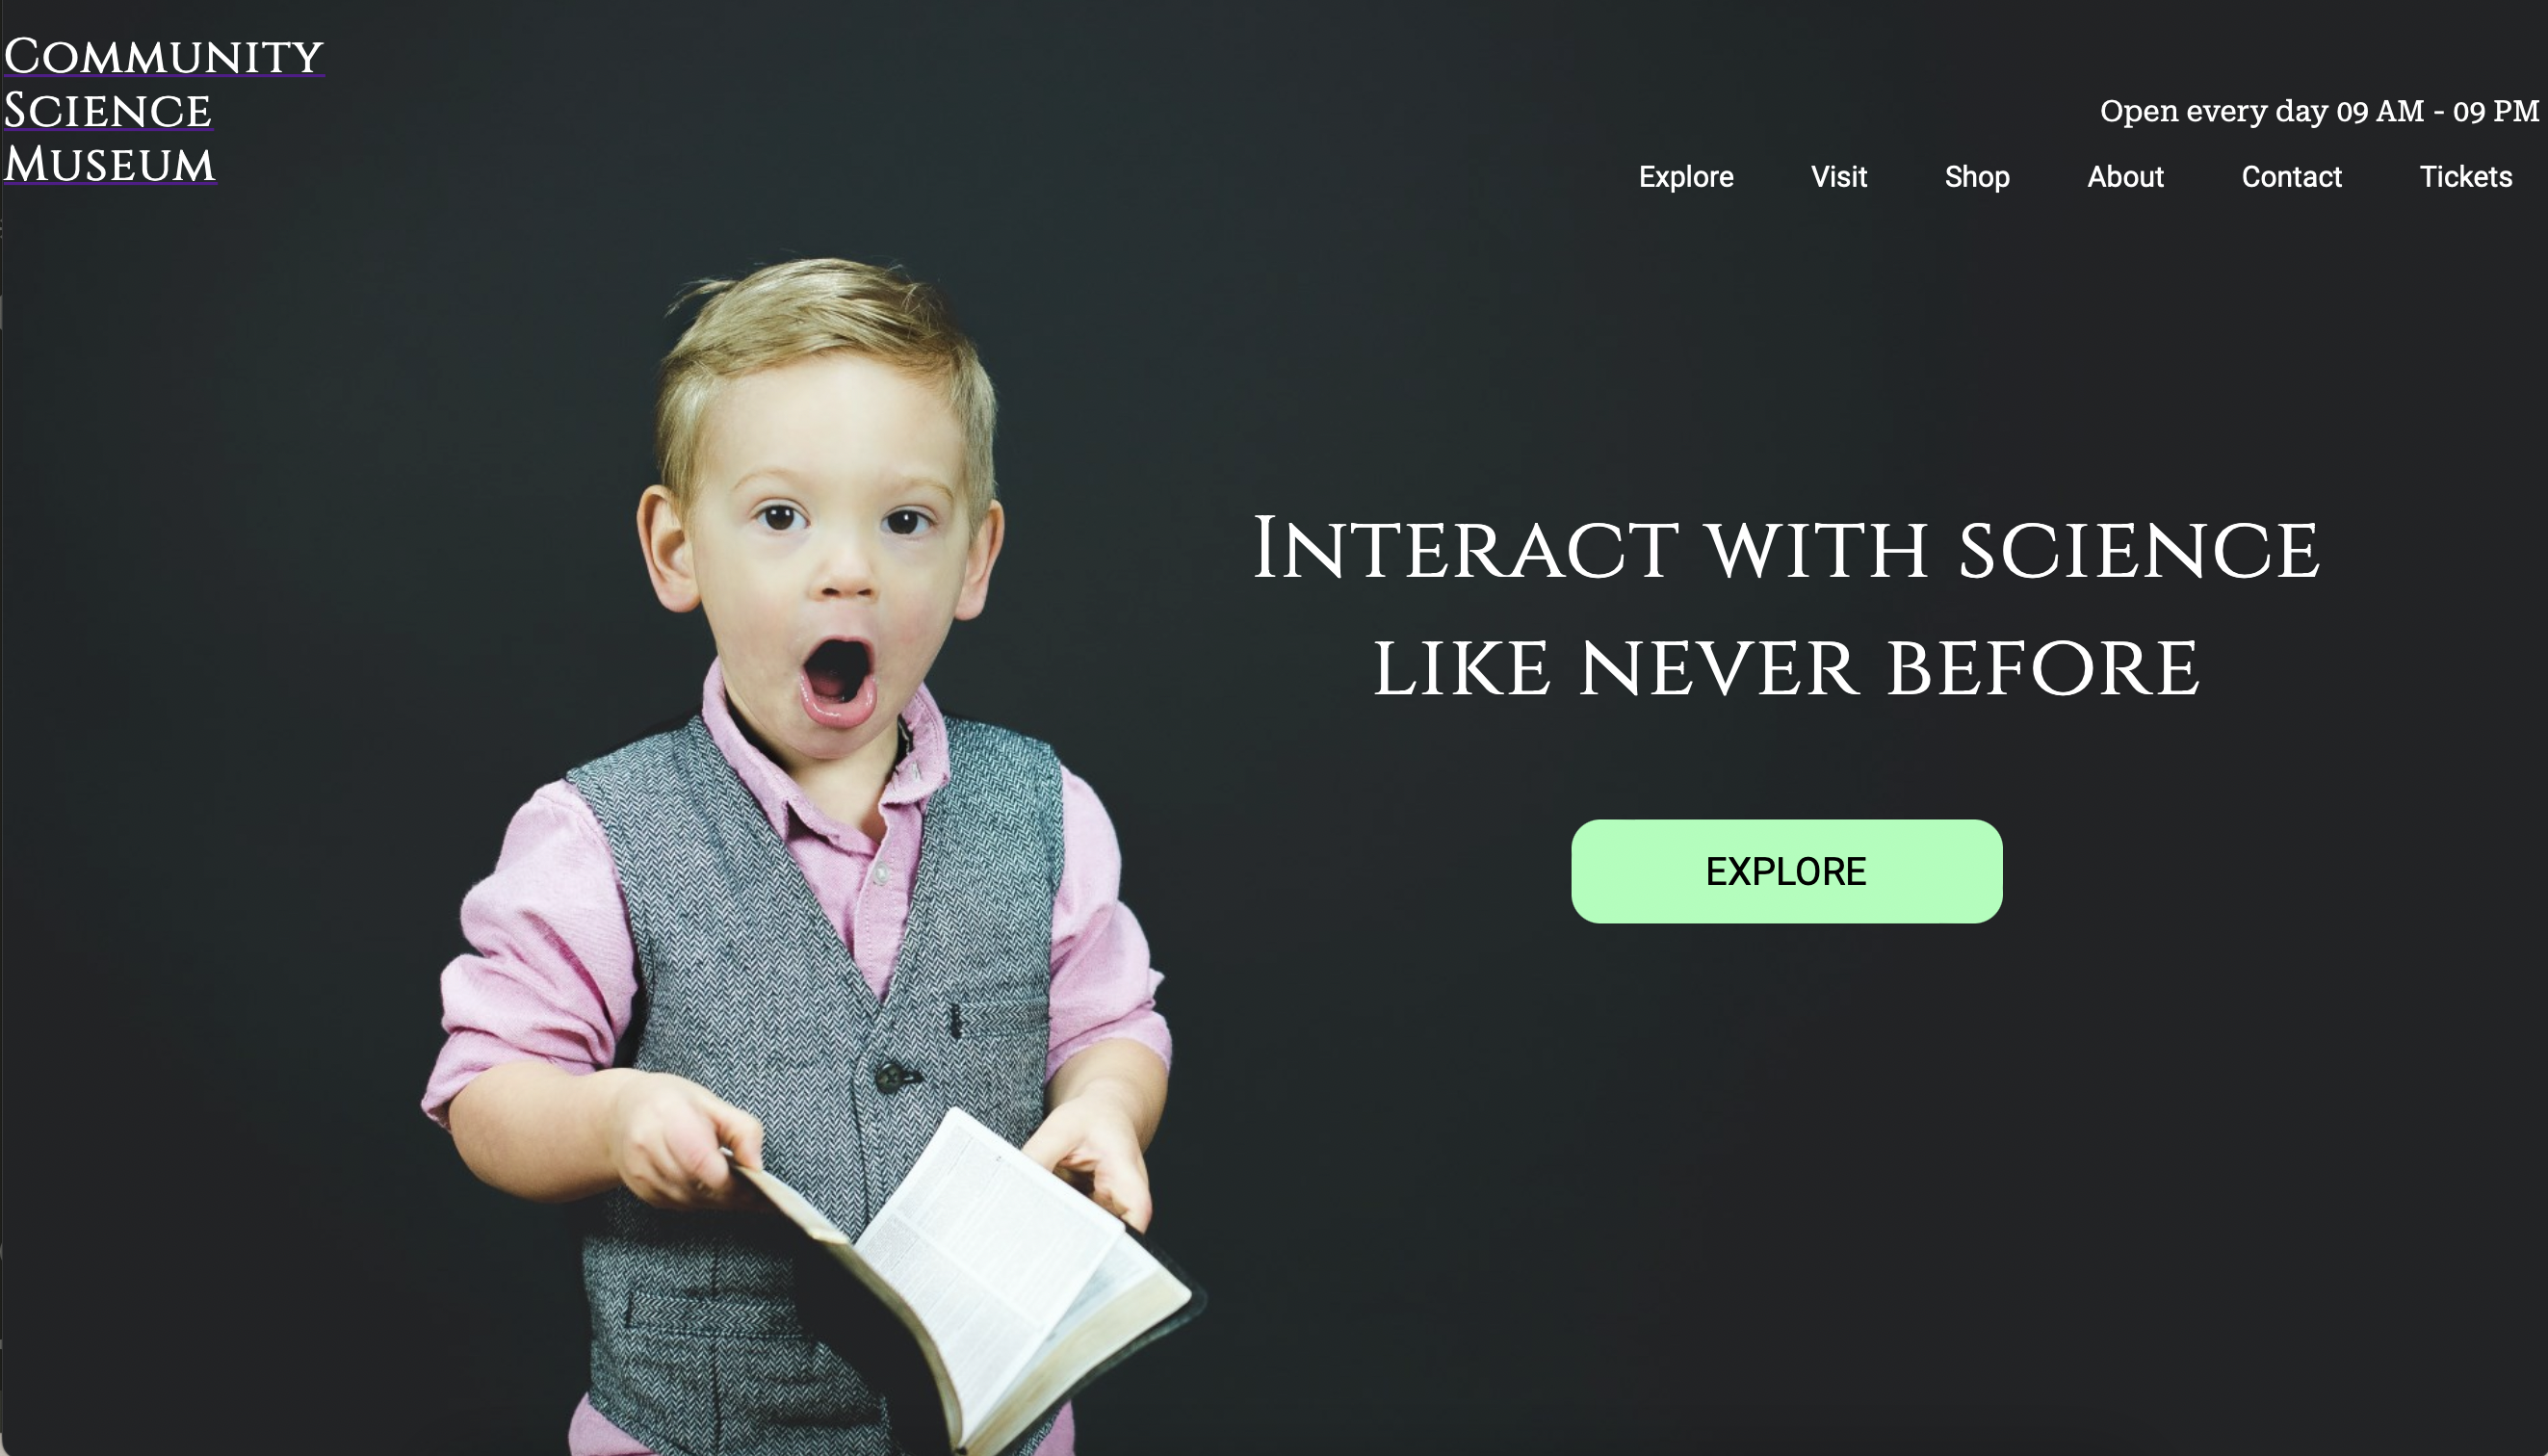 Community
Science
Museum
Open every day 09 AM - 09 PM
Explore Visit Shop About Contact Tickets
Interact with science
like never before
EXPLORE